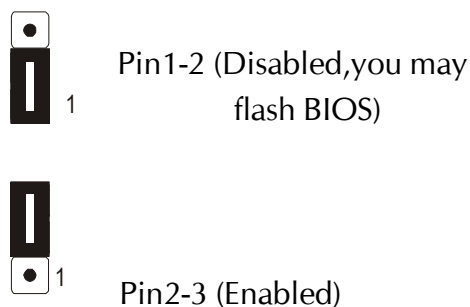 Pin1-2 (Disabled,you may
1
flash BIOS)
1
Pin2-3 (Enabled)